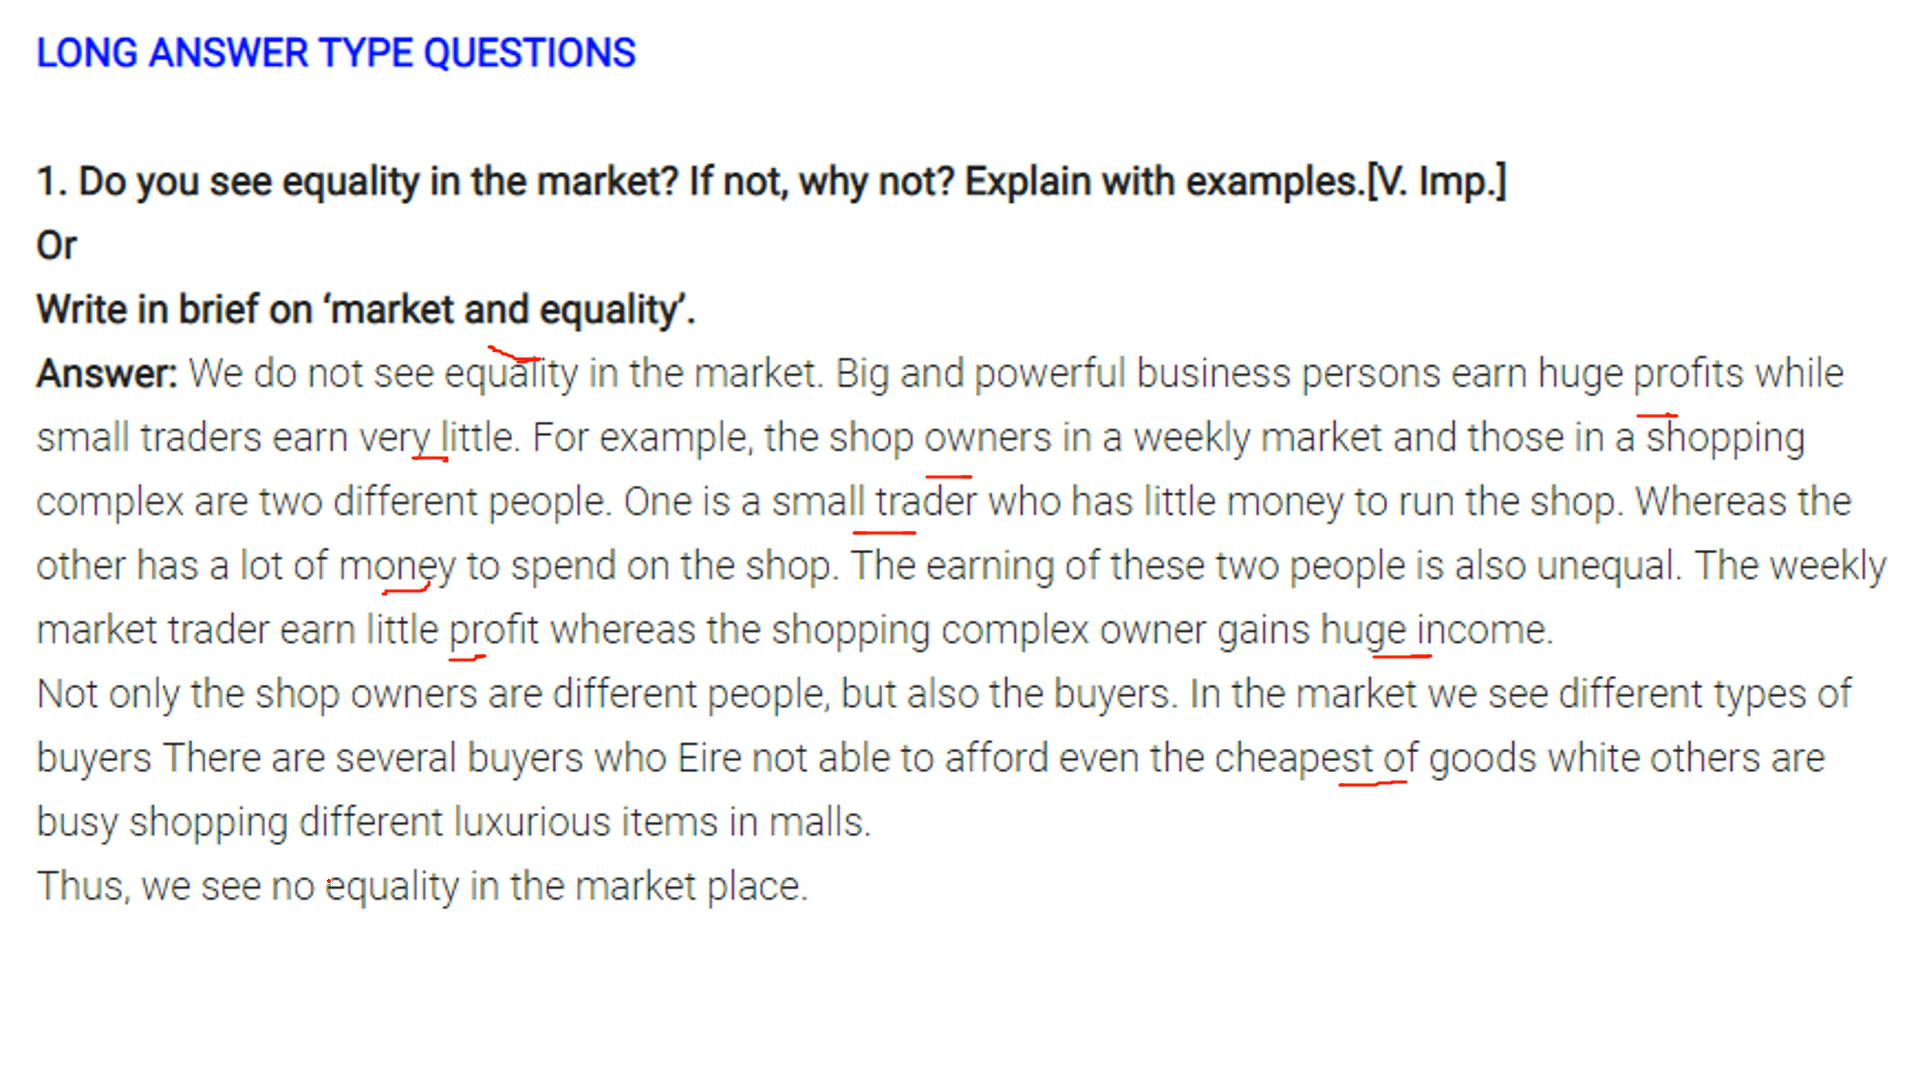 LONG ANSWER TYPE QUESTIONS
1. Do you see equality in the market? If not, why not? Explain with examples.[V. Imp.]
Or
Write in brief on ‘market and equality’.
Answer: We do not see equality in the market. Big and powerful business persons earn huge profits while
small traders earn very little. For example, the shop owners in a weekly market and those in a shopping
complex are two different people. One is a small trader who has little money to run the shop. Whereas the
other has a lot of money to spend on the shop. The earning of these two people is also unequal. The weekly
market trader earn little profit whereas the shopping complex owner gains huge income.
Not only the shop owners are different people, but also the buyers. In the market we see different types of
buyers There are several buyers who Eire not able to afford even the cheapest of goods white others are
busy shopping different luxurious items in malls.
Thus, we see no equality in the market place.